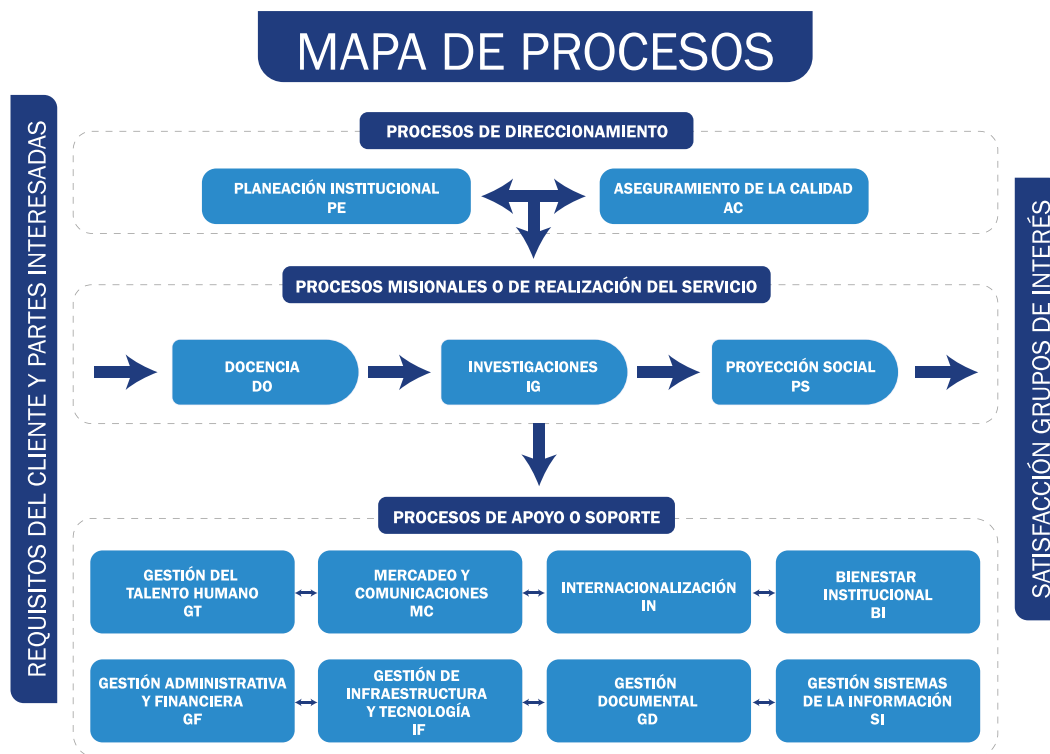 MAPA DE PROCESOS
REQUISITOS DEL CLIENTE Y PARTES INTERESADAS
PROCESOS DE DIRECCIONAMIENTO
PLANEACIÓN INSTITUCIONAL
PE
ASEGURAMIENTO DE LA CALIDAD
AC
PROCESOS MISIONALES O DE REALIZACIÓN DEL SERVICIO
DOCENCIA
DO
INVESTIGACIONES
IG
PROYECCIÓN SOCIAL
PS
PROCESOS DE APOYO O SOPORTE
GESTIÓN DEL
TALENTO HUMANO
GT
MERCADEO Y
COMUNICACIONES
MC
INTERNACIONALIZACIÓN
IN
BIENESTAR
INSTITUCIONAL
BI
GESTIÓN ADMINISTRATIVA
Y FINANCIERA
GF
GESTIÓN DE
INFRAESTRUCTURA
Y TECNOLOGÍA
IF
GESTIÓN
DOCUMENTAL
GD
GESTIÓN SISTEMAS
DE LA INFORMACIÓN
SI
SATISFACCIÓN GRUPOS DE INTERÉS